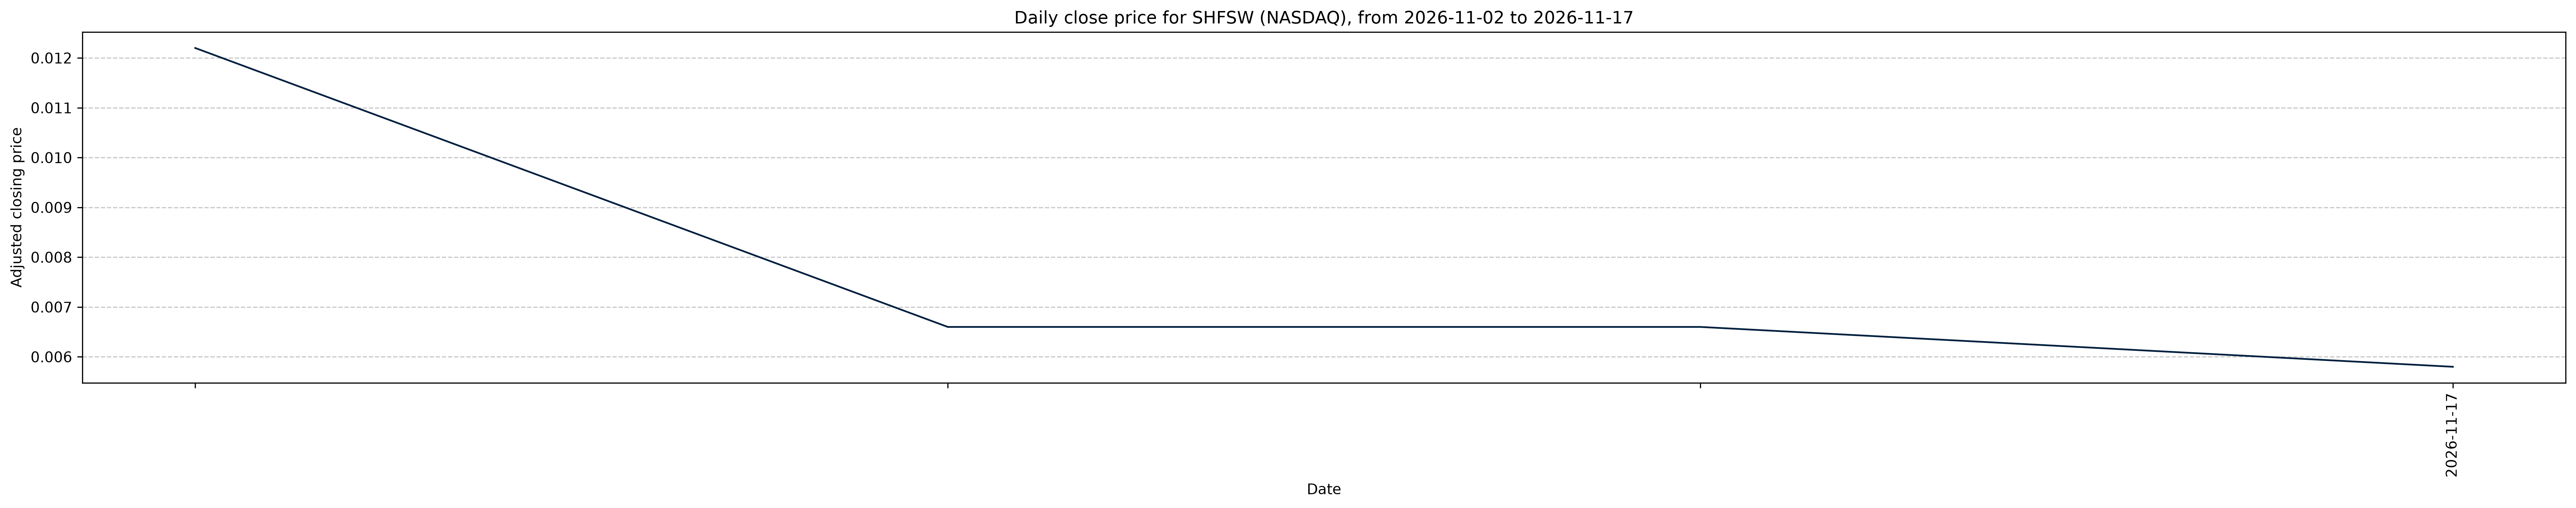 Daily close price for SHFSW (NASDAQ), from 2026-11-02 to 2026-11-17
Adjusted closing price
0.012
0.011
0.010
0.009
0.008
0.007
0.006
2026-11-17
Date